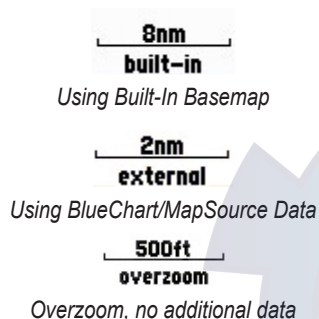 8nm
built-in
Using Built-In Basemap
2nm
external
Using BlueChart/MapSource Data
500ft
overzoom
Overzoom, no additional data